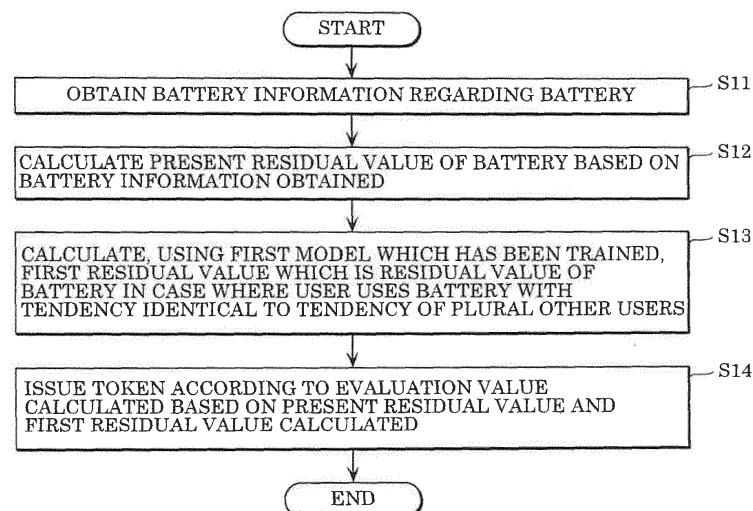 START
S11
OBTAIN BATTERY INFORMATION REGARDING BATTERY
S12
CALCULATE PRESENT RESIDUAL VALUE OF BATTERY BASED ON
BATTERY INFORMATION OBTAINED
S13
CALCULATE, USING FIRST MODEL WHICH HAS BEEN TRAINED,
FIRST RESIDUAL VALUE WHICH IS RESIDUAL VALUE OF
BATTERY IN CASE WHERE USER USES BATTERY WITH
TENDENCY IDENTICAL TO TENDENCY OF PLURAL OTHER USERS
S14
ISSUE TOKEN ACCORDING TO EVALUATION VALUE
CALCULATED BASED ON PRESENT RESIDUAL VALUE AND
FIRST RESIDUAL VALUE CALCULATED
END